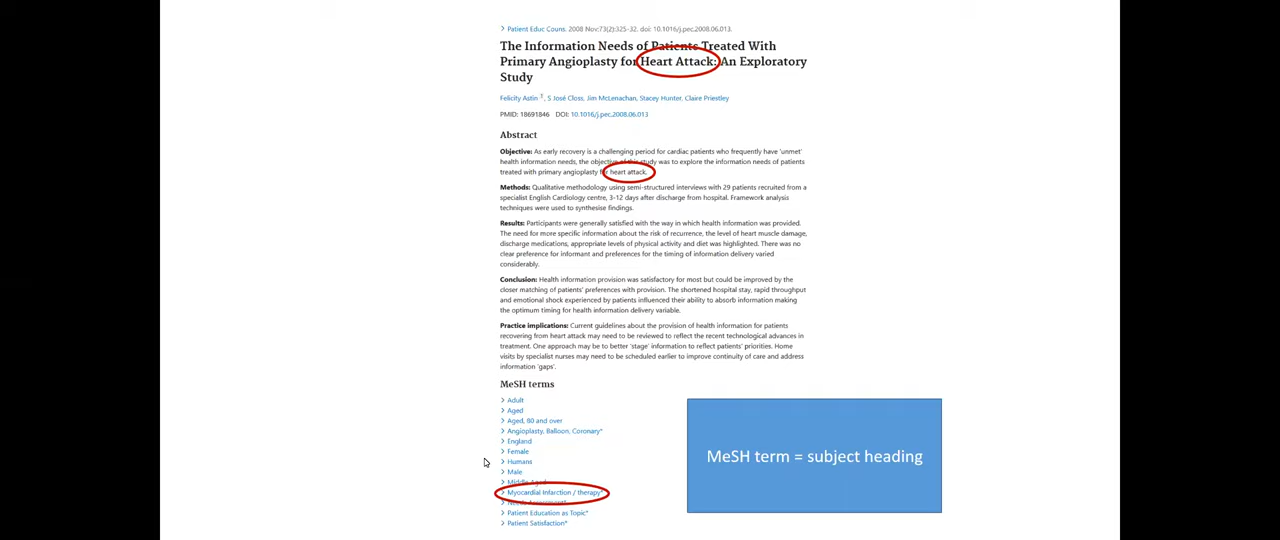 Patient Educ Couns. 2008 Nov;73(2):325-32. doi: 10.1016/j.pec.2008.06.013.
The Information Needs of Patients Treated With
Primary Angioplasty for Heart Attack: An Exploratory
Study
Felicity Astin 1, S José Closs, Jim McLenachan, Stacey Hunter, Claire Priestley
PMID: 18691846 DOI: 10.1016/j.pec.2008.06.013
Abstract
Objective: As early recovery is a challenging period for cardiac patients who frequently have 'unmet'
health information needs, the objective of this study was to explore the information needs of patients
treated with primary angioplasty for heart attack.
Methods: Qualitative methodology using semi-structured interviews with 29 patients recruited from a
specialist English Cardiology centre, 3-12 days after discharge from hospital. Framework analysis
techniques were used to synthesise findings.
Results: Participants were generally satisfied with the way in which health information was provided.
The need for more specific information about the risk of recurrence, the level of heart muscle damage,
discharge medications, appropriate levels of physical activity and diet was highlighted. There was no
clear preference for informant and preferences for the timing of information delivery varied
considerably.
Conclusion: Health information provision was satisfactory for most but could be improved by the
closer matching of patients' preferences with provision. The shortened hospital stay, rapid throughput
and emotional shock experienced by patients influenced their ability to absorb information making
the optimum timing for health information delivery variable.
Practice implications: Current guidelines about the provision of health information for patients
recovering from heart attack may need to be reviewed to reflect the recent technological advances in
treatment. One approach may be to better 'stage' information to reflect patients' priorities. Home
visits by specialist nurses may need to be scheduled earlier to improve continuity of care and address
information 'gaps'.
MeSH terms
Adult
Aged
Aged, 80 and over
Angioplasty, Balloon, Coronary*
England
Female
Humans
Male
Middle Aged
Myocardial Infarction / therapy*
Needs Assessment*
Patient Education as Topic*
Patient Satisfaction*
MeSH term = subject heading